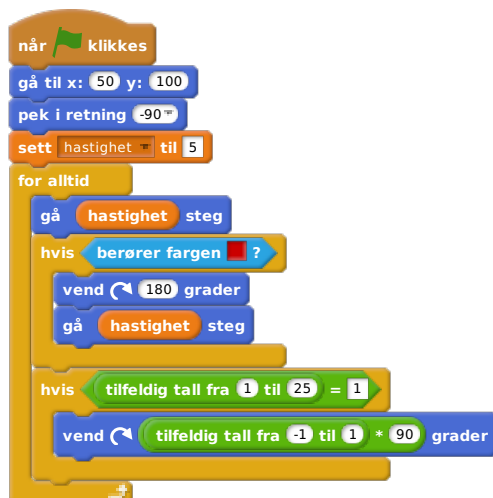 når klikkes
gå til x: 50 y: 100
pek i retning -90
sett hastighet til 5
for alltid
gå hastighet steg
hvis berører fargen ?
vend 180 grader
gå hastighet steg
hvis tilfeldig tall fra 1 til 25 = 1
vend tilfeldig tall fra -1 til 1 * 90 grader